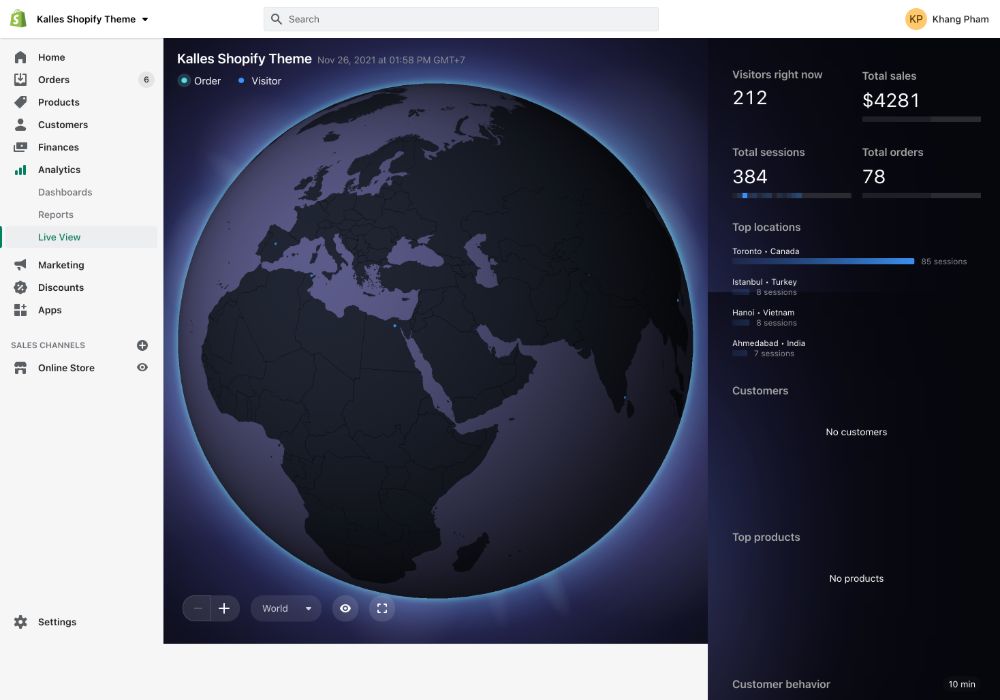 Kalles Shopify Theme
Search
KP
Khang Pham
Home
Orders
6
Products
Customers
Finances
Analytics
Dashboards
Reports
Live View
Marketing
Discounts
Apps
SALES CHANNELS
Online Store
Settings
Kalles Shopify Theme Nov 26, 2021 at 01:58 PM GMT+7
Order Visitor
World
Visitors right now
212
Total sales
$4281
Total sessions
384
Total orders
78
Top locations
Toronto • Canada
85 sessions
Istanbul • Turkey
8 sessions
Hanoi • Vietnam
8 sessions
Ahmedabad • India
7 sessions
Customers
No customers
Top products
No products
Customer behavior
10 min